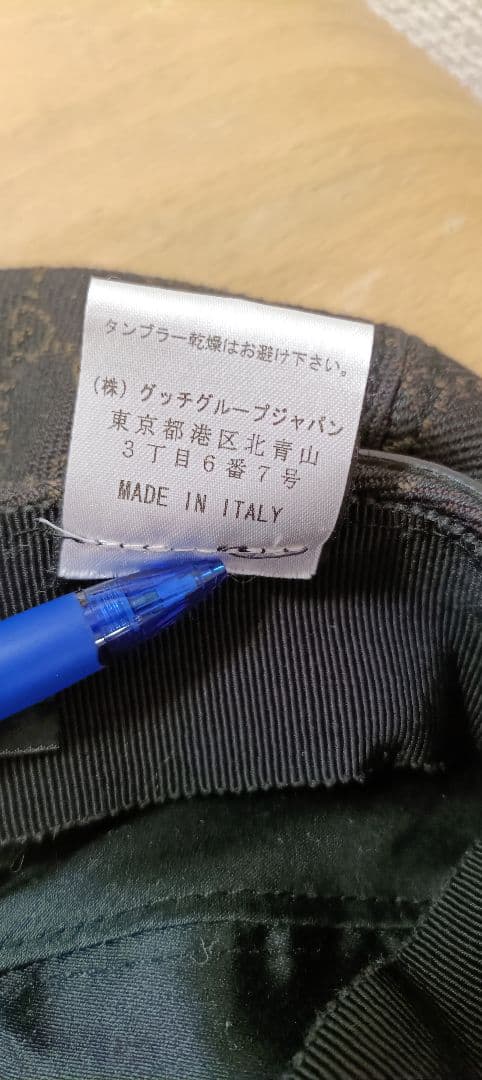 タンブラー乾燥はお避け下さい。
(株)グッチグループジャパン
東京都港区北青山
3丁目6番7号
MADE IN ITALY